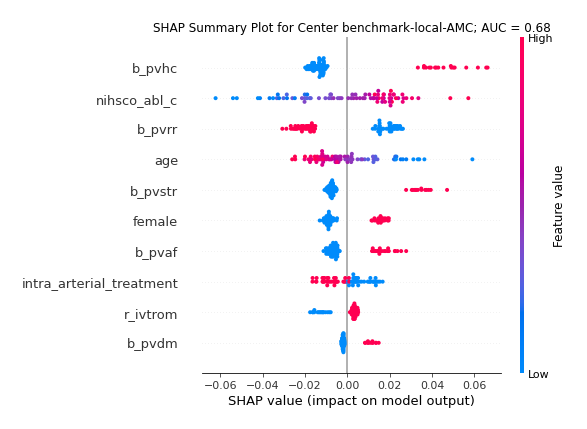 SHAP Summary Plot for Center benchmark-local-AMC; AUC = 0.68
High
b_pvhc
nihsco_abl_c
b_pvrr
age
b_pvstr
female
b_pvaf
intra_arterial_treatment
r_ivtrom
b_pvdm
Feature value
Low
−0.06 −0.04 −0.02 0.00 0.02 0.04 0.06
SHAP value (impact on model output)